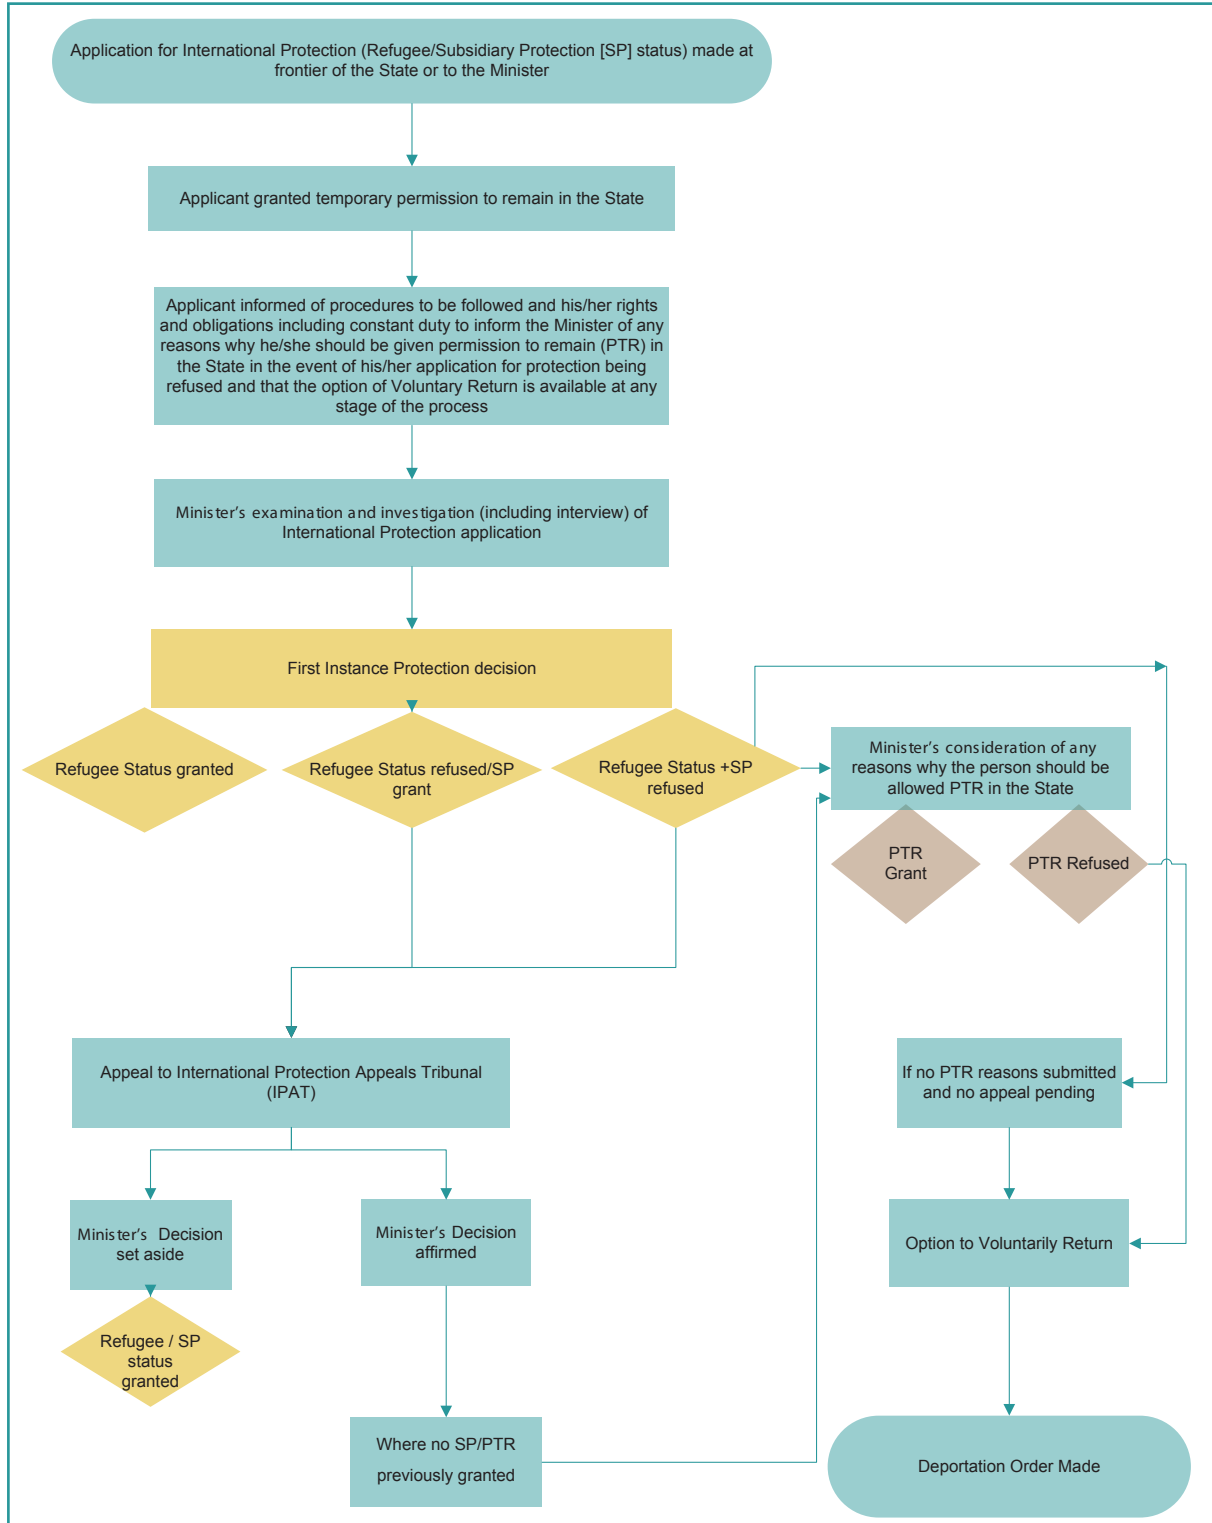 Application for International Protection (Refugee/Subsidiary Protection [SP] status) made at
frontier of the State or to the Minister
Applicant granted temporary permission to remain in the State
Applicant informed of procedures to be followed and his/her rights
and obligations including constant duty to inform the Minister of any
reasons why he/she should be given permission to remain (PTR) in
the State in the event of his/her application for protection being
refused and that the option of Voluntary Return is available at any
stage of the process
Minister's examination and investigation (including interview) of
International Protection application
First Instance Protection decision
Refugee Status granted
Refugee Status refused/SP
grant
Refugee Status +SP
refused
Minister's consideration of any
reasons why the person should be
allowed PTR in the State
PTR
Grant
PTR Refused
Appeal to International Protection Appeals Tribunal
(IPAT)
If no PTR reasons submitted
and no appeal pending
Minister's Decision
set aside
Minister's Decision
affirmed
Option to Voluntarily Return
Refugee / SP
status
granted
Where no SP/PTR
previously granted
Deportation Order Made